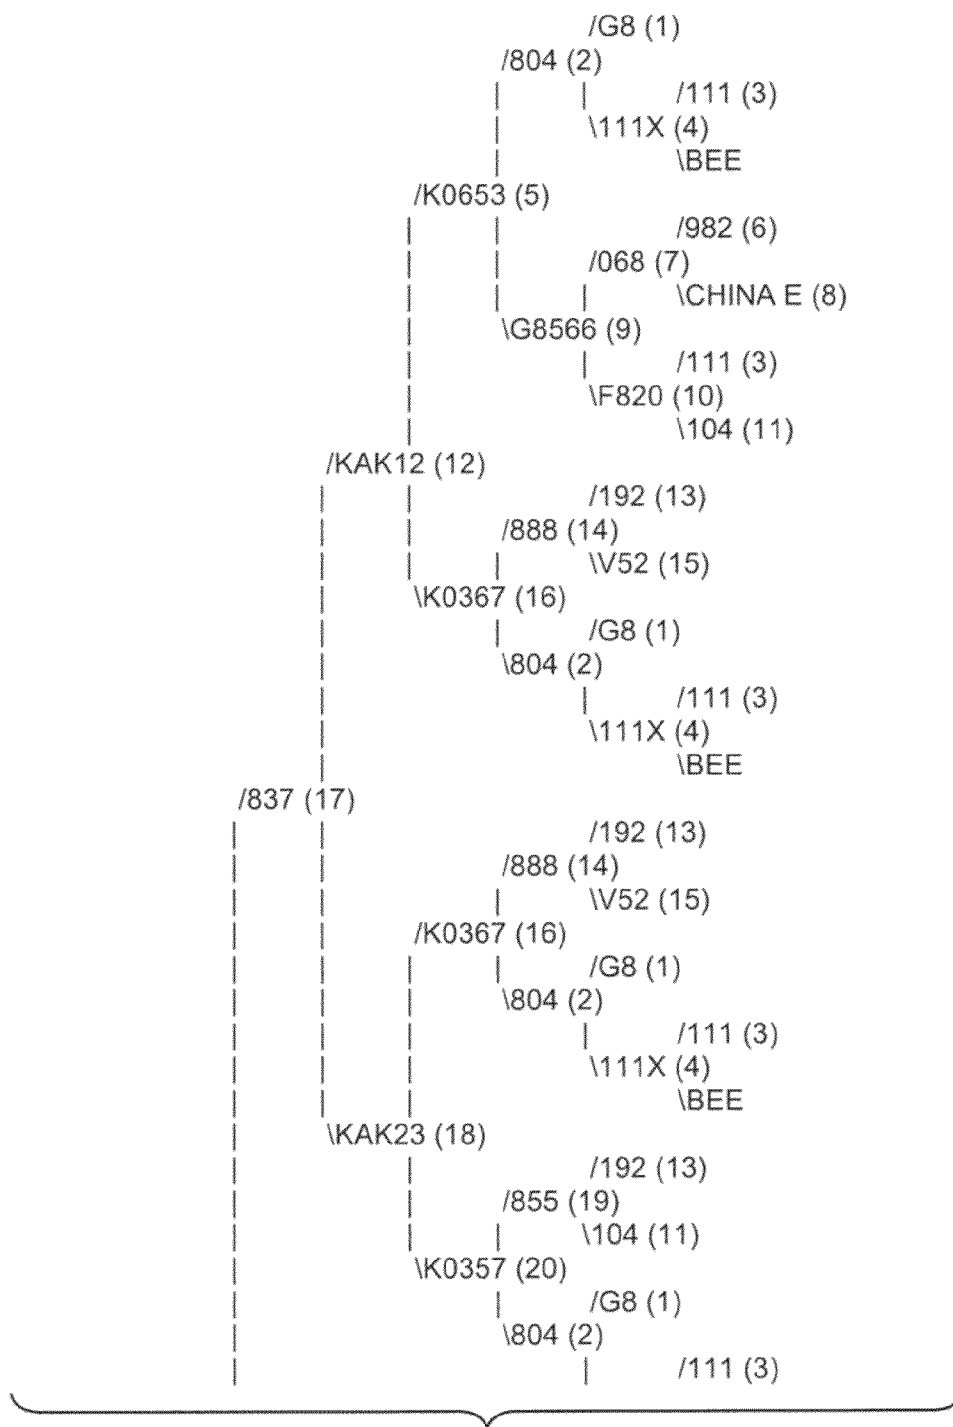 /G8 (1)
/804 (2)
/111 (3)
\111X (4)
\BEE
/K0653 (5)
/982 (6)
/068 (7)
\CHINA E (8)
\G8566 (9)
/111 (3)
\F820 (10)
\104 (11)
/KAK12 (12)
/192 (13)
/888 (14)
\V52 (15)
\K0367 (16)
/G8 (1)
\804 (2)
/111 (3)
\111X (4)
\BEE
/837 (17)
/192 (13)
/888 (14)
\V52 (15)
/K0367 (16)
/G8 (1)
\804 (2)
/111 (3)
\111X (4)
\BEE
\KAK23 (18)
/192 (13)
/855 (19)
\104 (11)
\K0357 (20)
/G8 (1)
\804 (2)
/111 (3)